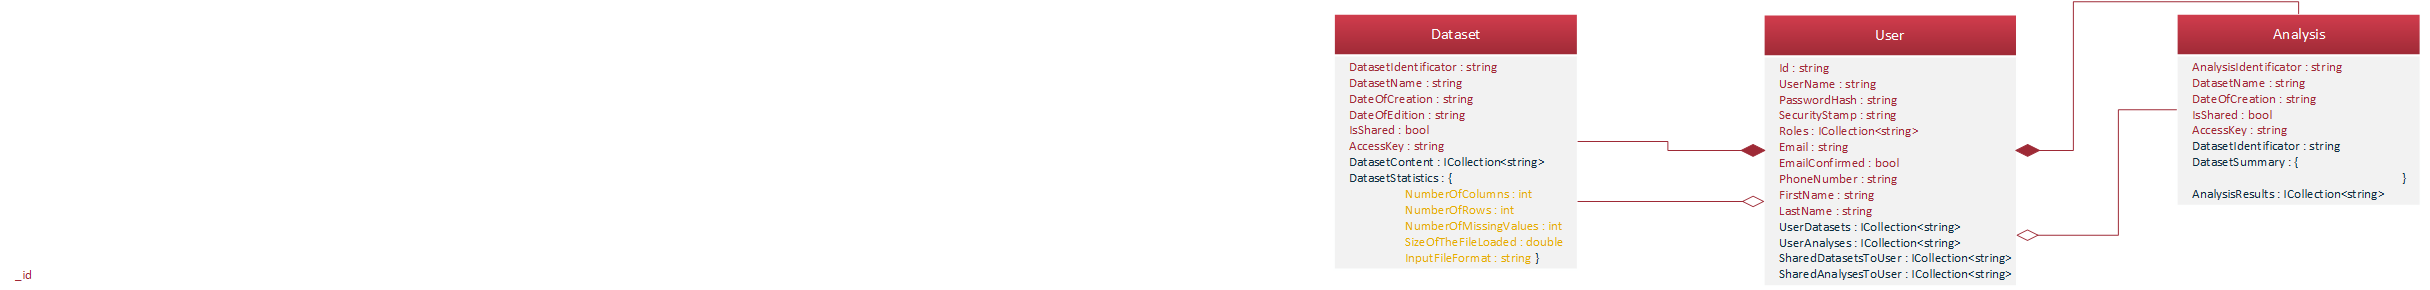 Dataset
DatasetIdentificator : string
DatasetName : string
DateOfCreation : string
DateOfEdition : string
IsShared : bool
AccessKey : string
DatasetContent : ICollection<string>
DatasetStatistics : {
NumberOfColumns : int
NumberOfRows : int
NumberOfMissingValues : int
SizeOfTheFileLoaded : double
InputFileFormat : string }
User
Id : string
UserName : string
PasswordHash : string
SecurityStamp : string
Roles : ICollection<string>
Email : string
EmailConfirmed : bool
PhoneNumber : string
FirstName : string
LastName : string
UserDatasets : ICollection<string>
UserAnalyses : ICollection<string>
SharedDatasetsToUser : ICollection<string>
SharedAnalysesToUser : ICollection<string>
Analysis
AnalysisIdentificator : string
DatasetName : string
DateOfCreation : string
IsShared : bool
AccessKey : string
DatasetIdentificator : string
DatasetSummary : {
}
AnalysisResults : ICollection<string>
_id